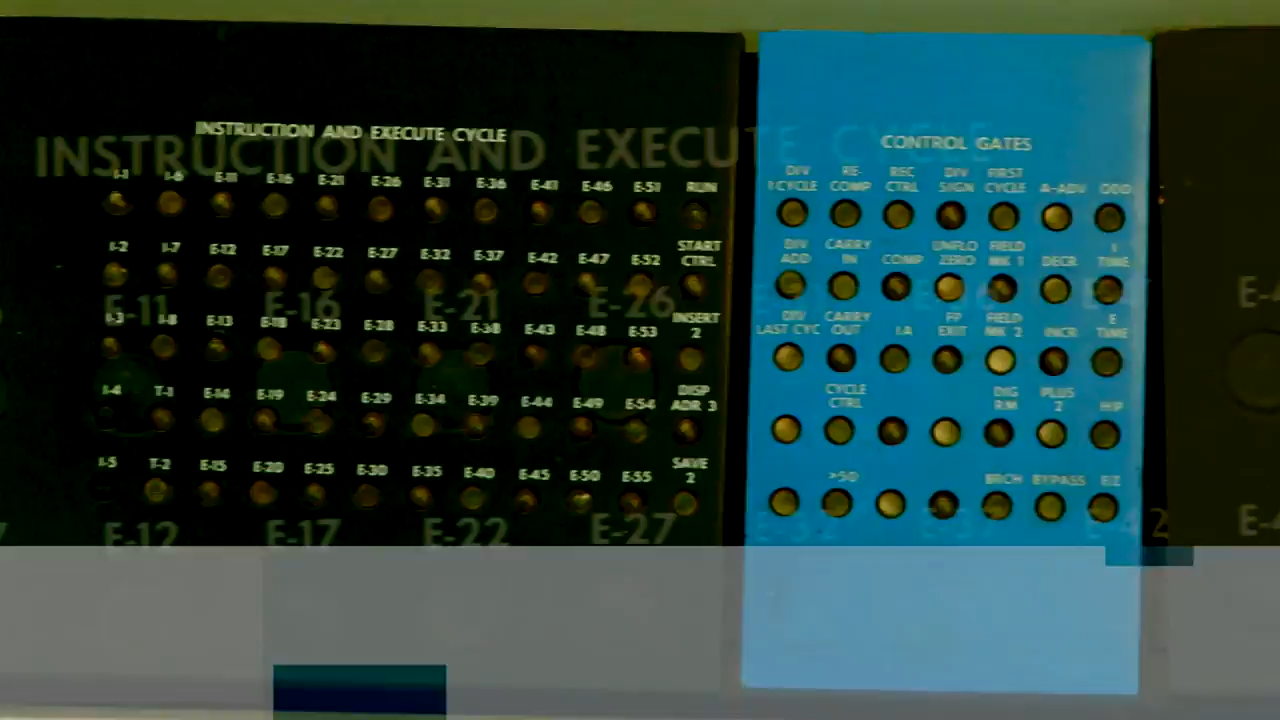 INSTRUCTION AND EXECUTE CYCLE
I-1 I-6 E-11 E-16 E-21 E-26 E-31 E-36 E-41 E-46 E-51 RUN
I-2 I-7 E-12 E-17 E-22 E-27 E-32 E-37 E-42 E-47 E-52 START CTRL
I-3 I-8 E-13 E-18 E-23 E-28 E-33 E-38 E-43 E-48 E-53 INSERT 2
I-4 T-1 E-14 E-19 E-24 E-29 E-34 E-39 E-44 E-49 E-54 DISP ADR 3
I-5 T-2 E-15 E-20 E-25 E-30 E-35 E-40 E-45 E-50 E-55 SAVE 2
CONTROL GATES
DIV 1 CYCLE RE COMP REC CTRL DIV SIGN FIRST CYCLE A-ADV ODD
DIV ADD CARRY IN COMP UNFLO ZERO FIELD MK 1 DECR I TIME
DIV LAST CYC CARRY OUT 1A FP EXIT FIELD MK 2 INCR E TIME
CYCLE CTRL DIG RM PLUS 2 H/P
>50 BRCH BYPASS E/Z
INSTRUCTION AND EXECUTE CYCLE
E-11 E-16 E-21 E-26
E-12 E-17 E-22 E-27 E-32 E-37